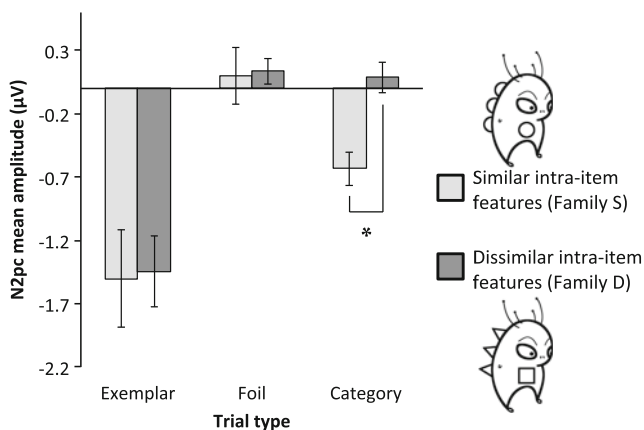 0.3
-0.2
-0.7
-1.2
-1.7
-2.2
N2pc mean amplitude (µV)
Exemplar
Foil
Category
Trial type
*
Similar intra-item
features (Family S)
Dissimilar intra-item
features (Family D)